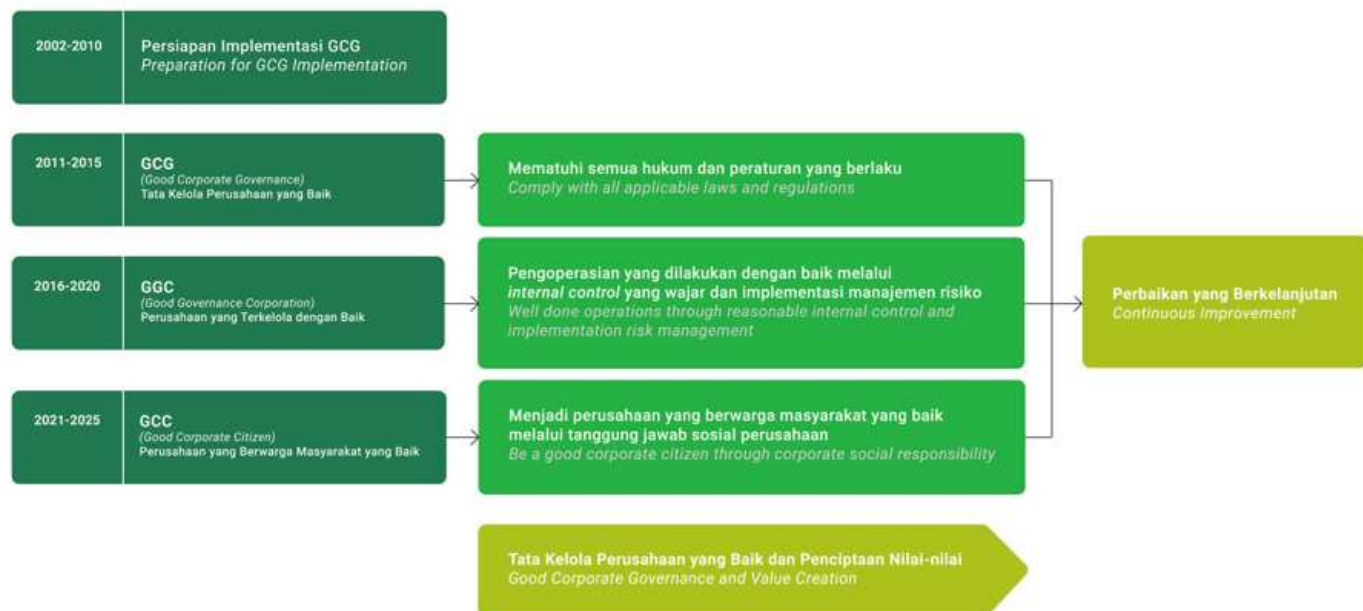 2002-2010
Persiapan Implementasi GCG
Preparation for GCG Implementation
2011-2015
GCG
(Good Corporate Governance)
Tata Kelola Perusahaan yang Baik
Mematuhi semua hukum dan peraturan yang berlaku
Comply with all applicable laws and regulations
2016-2020
GGC
(Good Governance Corporation)
Perusahaan yang Terkelola dengan Baik
Pengoperasian yang dilakukan dengan baik melalui
internal control yang wajar dan implementasi manajemen risiko
Well done operations through reasonable internal control and
implementation risk management
Perbaikan yang Berkelanjutan
Continuous Improvement
2021-2025
GCC
(Good Corporate Citizen)
Perusahaan yang Berwarga Masyarakat yang Baik
Menjadi perusahaan yang berwarga masyarakat yang baik
melalui tanggung jawab sosial perusahaan
Be a good corporate citizen through corporate social responsibility
Tata Kelola Perusahaan yang Baik dan Penciptaan Nilai-nilai
Good Corporate Governance and Value Creation